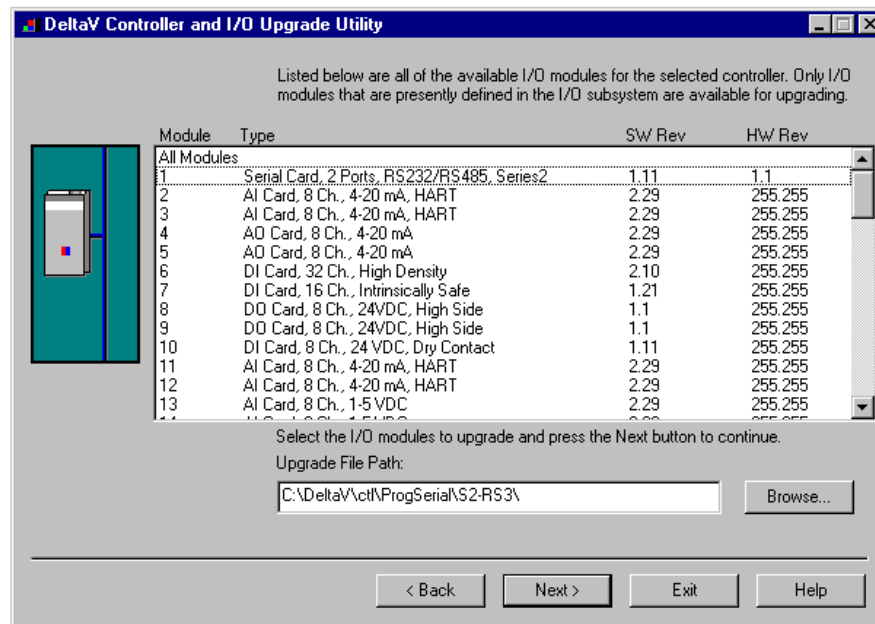 DeltaV Controller and I/O Upgrade Utility
Listed below are all of the available I/O modules for the selected controller. Only I/O
modules that are presently defined in the I/O subsystem are available for upgrading.
Module Type SW Rev HW Rev
All Modules
1 Serial Card, 2 Ports, RS232/RS485, Series2 1.11 1.1
2 AI Card, 8 Ch., 4-20 mA, HART 2.29 255.255
3 AI Card, 8 Ch., 4-20 mA, HART 2.29 255.255
4 AO Card, 8 Ch., 4-20 mA 2.29 255.255
5 AO Card, 8 Ch., 4-20 mA 2.29 255.255
6 DI Card, 32 Ch., High Density 2.10 255.255
7 DI Card, 16 Ch., Intrinsically Safe 1.21 255.255
8 DO Card, 8 Ch., 24VDC, High Side 1.1 255.255
9 DO Card, 8 Ch., 24VDC, High Side 1.1 255.255
10 DI Card, 8 Ch., 24 VDC, Dry Contact 1.11 255.255
11 AI Card, 8 Ch., 4-20 mA, HART 2.29 255.255
12 AI Card, 8 Ch., 4-20 mA, HART 2.29 255.255
13 AI Card, 8 Ch., 1-5 VDC 2.29 255.255
Select the I/O modules to upgrade and press the Next button to continue.
Upgrade File Path:
C:\DeltaV\ctl\ProgSerial\S2-RS3\
Browse...
< Back Next > Exit Help